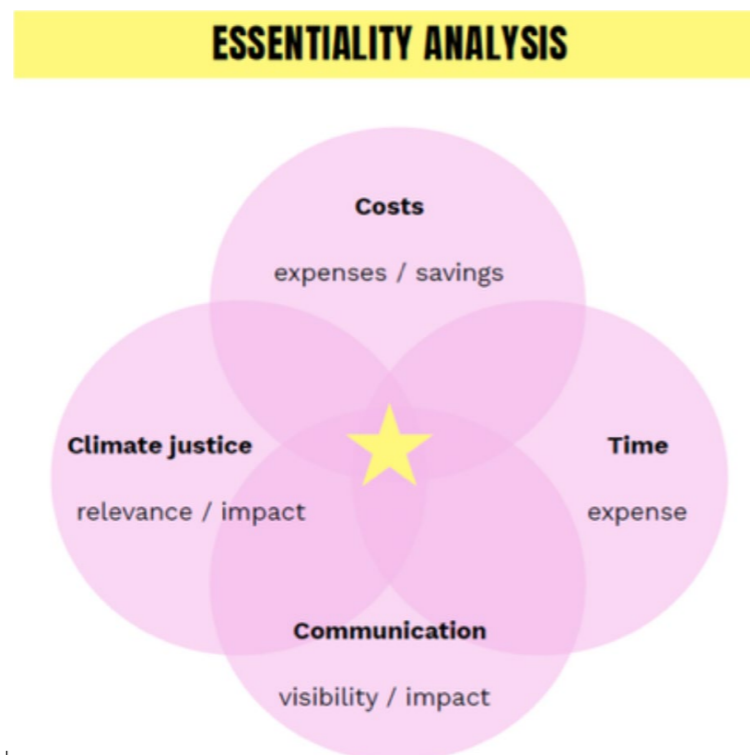 ESSENTIALITY ANALYSIS
Costs
expenses / savings
Climate justice
relevance / impact
Time
expense
Communication
visibility / impact